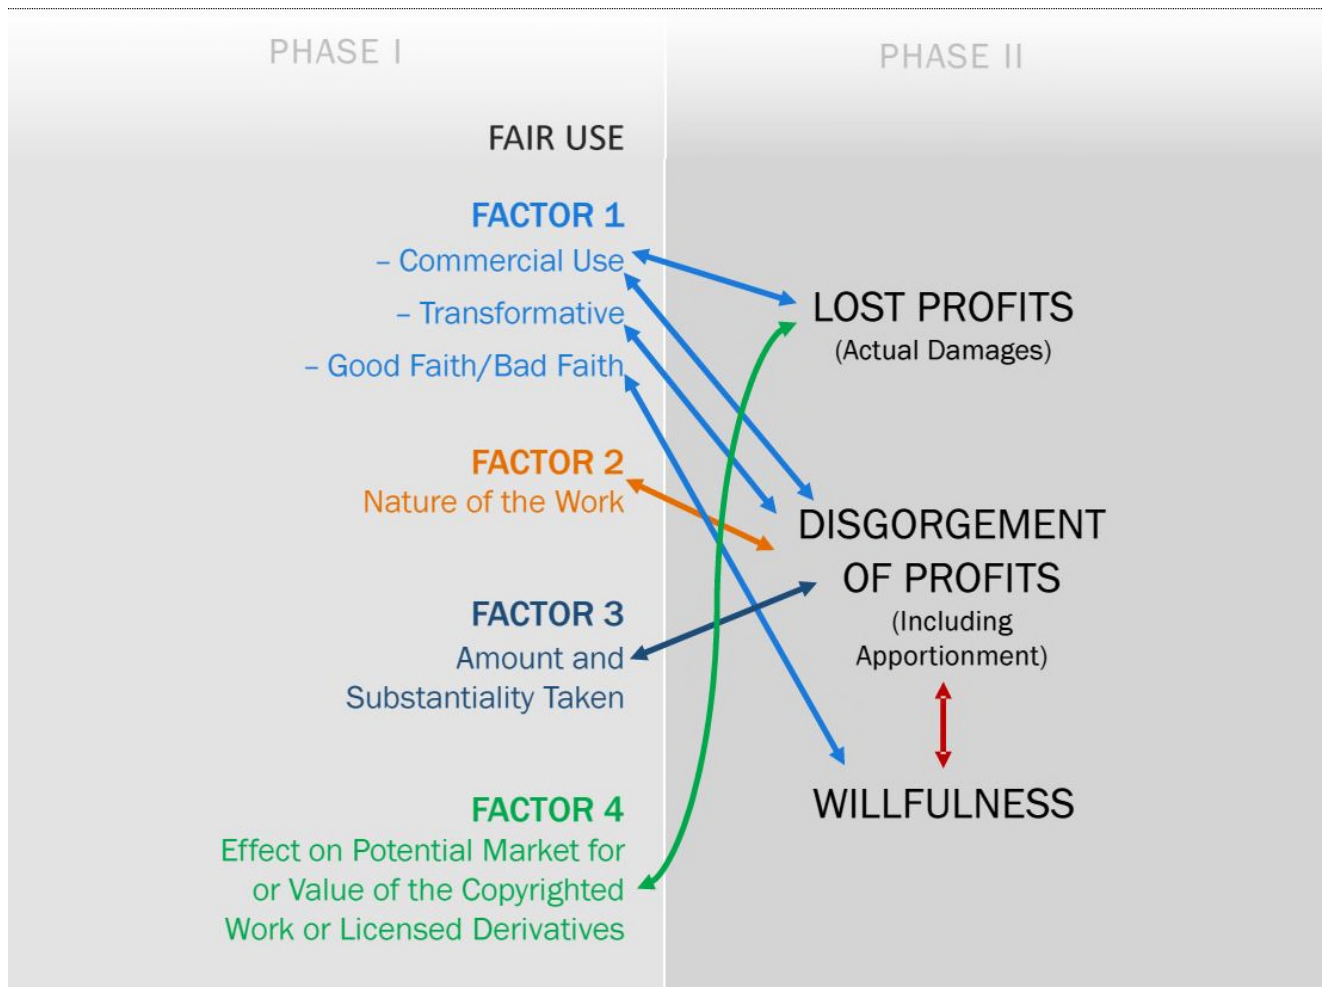 PHASE I
PHASE II
FAIR USE
FACTOR 1
– Commercial Use
– Transformative
– Good Faith/Bad Faith
FACTOR 2
Nature of the Work
FACTOR 3
Amount and
Substantiality Taken
FACTOR 4
Effect on Potential Market for
or Value of the Copyrighted
Work or Licensed Derivatives
LOST PROFITS
(Actual Damages)
DISGORGEMENT
OF PROFITS
(Including
Apportionment)
WILLFULNESS